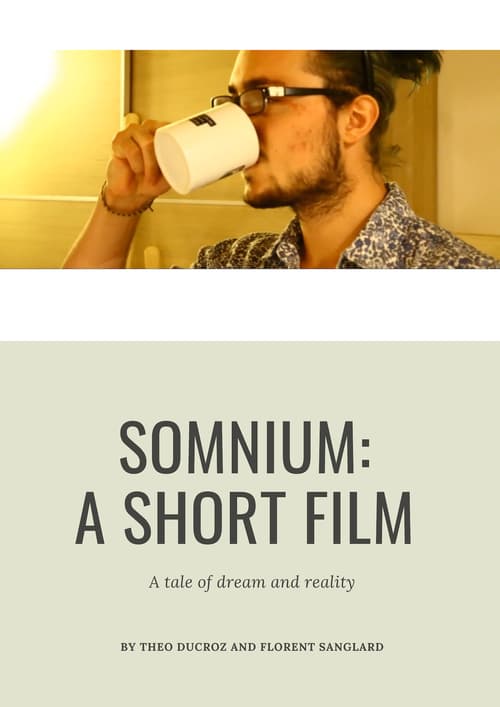 SOMNIUM:
A SHORT FILM
A tale of dream and reality
BY THEO DUCROZ AND FLORENT SANGLARD